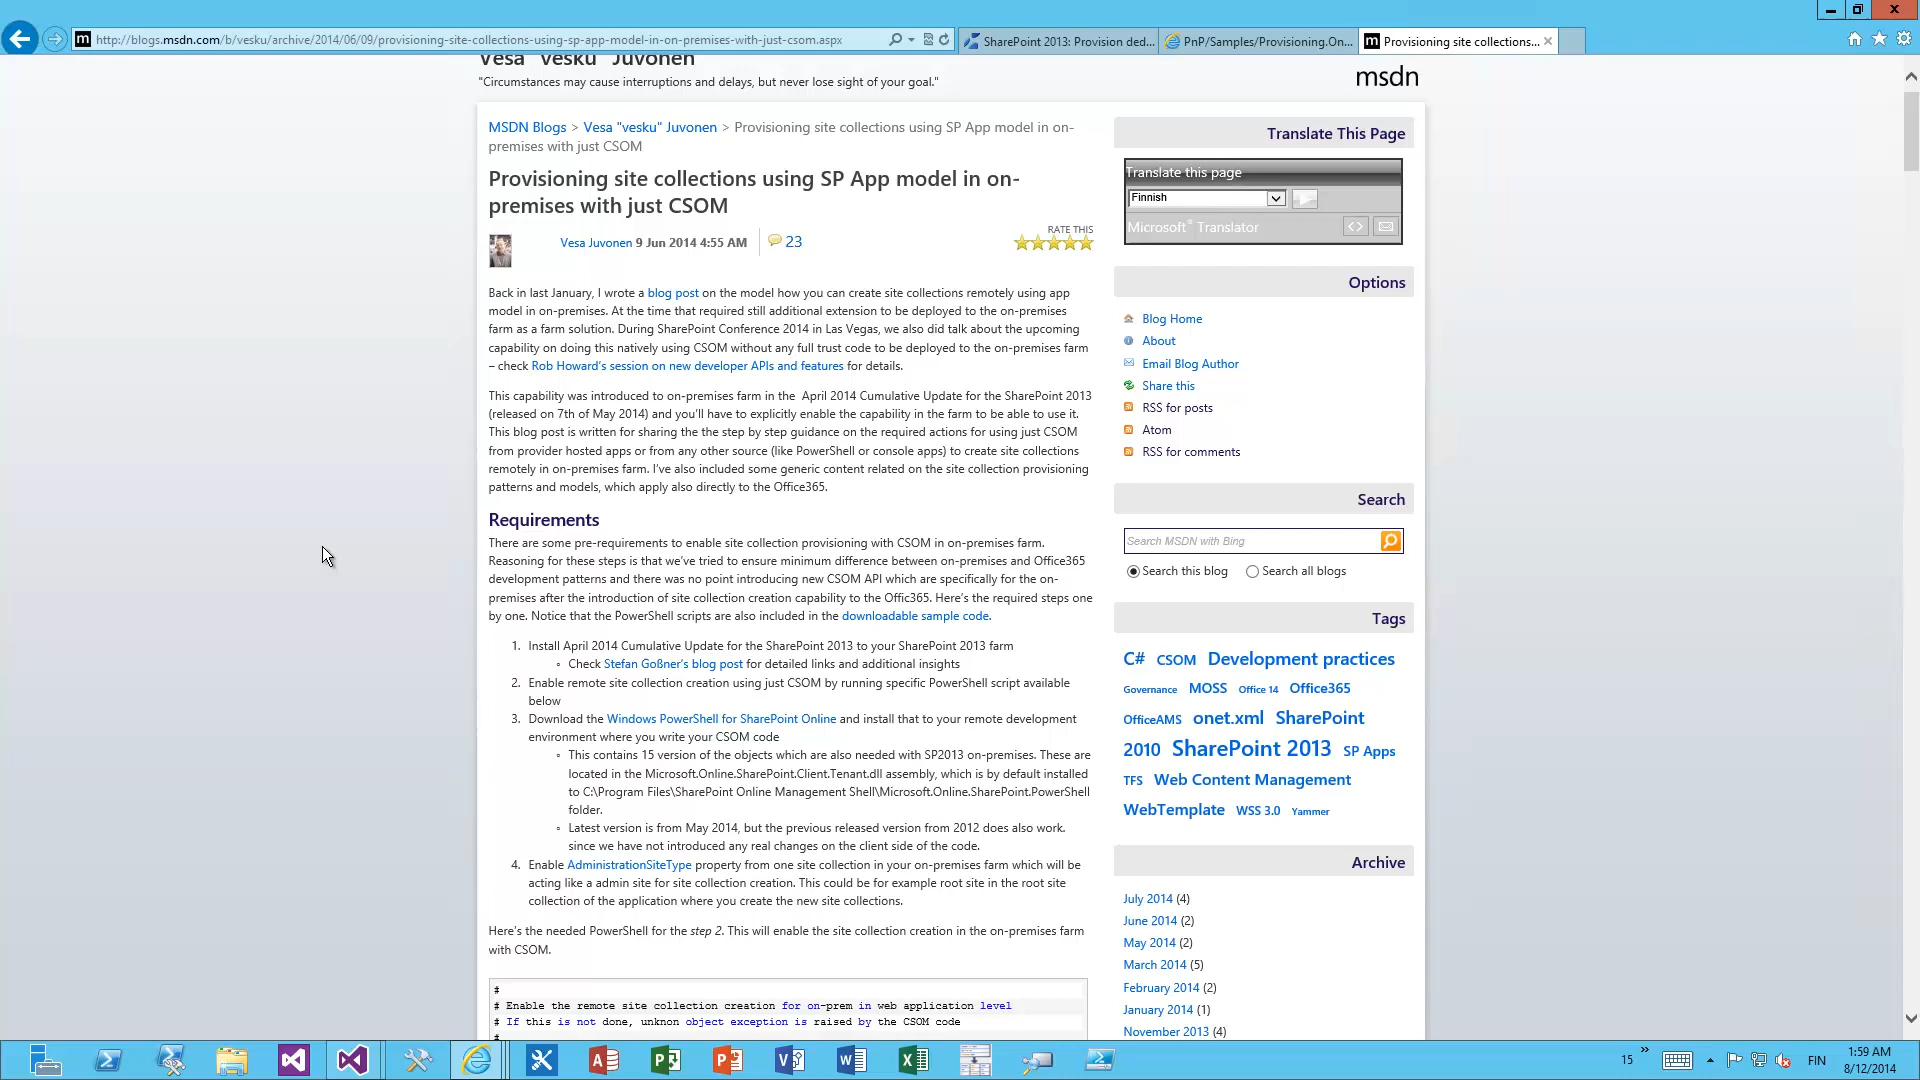 http://blogs.msdn.com/b/vesku/archive/2014/06/09/provisioning-site-collections-using-sp-app-model-in-on-premises-with-just-csom.aspx
SharePoint 2013: Provision ded...
PnP/Samples/Provisioning.On...
Provisioning site collections...
Vesa "vesku" Juvonen
"Circumstances may cause interruptions and delays, but never lose sight of your goal."
msdn
MSDN Blogs > Vesa "vesku" Juvonen > Provisioning site collections using SP App model in on-
premises with just CSOM
Provisioning site collections using SP App model in on-
premises with just CSOM
Vesa Juvonen 9 Jun 2014 4:55 AM
23
RATE THIS
Back in last January, I wrote a blog post on the model how you can create site collections remotely using app
model in on-premises. At the time that required still additional extension to be deployed to the on-premises
farm as a farm solution. During SharePoint Conference 2014 in Las Vegas, we also did talk about the upcoming
capability on doing this natively using CSOM without any full trust code to be deployed to the on-premises farm
– check Rob Howard's session on new developer APIs and features for details.
This capability was introduced to on-premises farm in the April 2014 Cumulative Update for the SharePoint 2013
(released on 7th of May 2014) and you'll have to explicitly enable the capability in the farm to be able to use it.
This blog post is written for sharing the the step by step guidance on the required actions for using just CSOM
from provider hosted apps or from any other source (like PowerShell or console apps) to create site collections
remotely in on-premises farm. I've also included some generic content related on the site collection provisioning
patterns and models, which apply also directly to the Office365.
Requirements
There are some pre-requirements to enable site collection provisioning with CSOM in on-premises farm.
Reasoning for these steps is that we've tried to ensure minimum difference between on-premises and Office365
development patterns and there was no point introducing new CSOM API which are specifically for the on-
premises after the introduction of site collection creation capability to the Offic365. Here's the required steps one
by one. Notice that the PowerShell scripts are also included in the downloadable sample code.
1. Install April 2014 Cumulative Update for the SharePoint 2013 to your SharePoint 2013 farm
◦ Check Stefan Goßner's blog post for detailed links and additional insights
2. Enable remote site collection creation using just CSOM by running specific PowerShell script available
below
3. Download the Windows PowerShell for SharePoint Online and install that to your remote development
environment where you write your CSOM code
◦ This contains 15 version of the objects which are also needed with SP2013 on-premises. These are
located in the Microsoft.Online.SharePoint.Client.Tenant.dll assembly, which is by default installed
to C:\Program Files\SharePoint Online Management Shell\Microsoft.Online.SharePoint.PowerShell
folder.
◦ Latest version is from May 2014, but the previous released version from 2012 does also work.
since we have not introduced any real changes on the client side of the code.
4. Enable AdministrationSiteType property from one site collection in your on-premises farm which will be
acting like a admin site for site collection creation. This could be for example root site in the root site
collection of the application where you create the new site collections.
Here's the needed PowerShell for the step 2. This will enable the site collection creation in the on-premises farm
with CSOM.
#
# Enable the remote site collection creation for on-prem in web application level
# If this is not done, unknon object exception is raised by the CSOM code
#
Translate This Page
Translate this page
Finnish
Microsoft® Translator
<>
Options
Blog Home
About
Email Blog Author
Share this
RSS for posts
Atom
RSS for comments
Search
Search MSDN with Bing
Search this blog
Search all blogs
Tags
C# CSOM Development practices
Governance MOSS Office 14 Office365
OfficeAMS onet.xml SharePoint
2010 SharePoint 2013 SP Apps
TFS Web Content Management
WebTemplate WSS 3.0 Yammer
Archive
July 2014 (4)
June 2014 (2)
May 2014 (2)
March 2014 (5)
February 2014 (2)
January 2014 (1)
November 2013 (4)
15
FIN
1:59 AM
8/12/2014